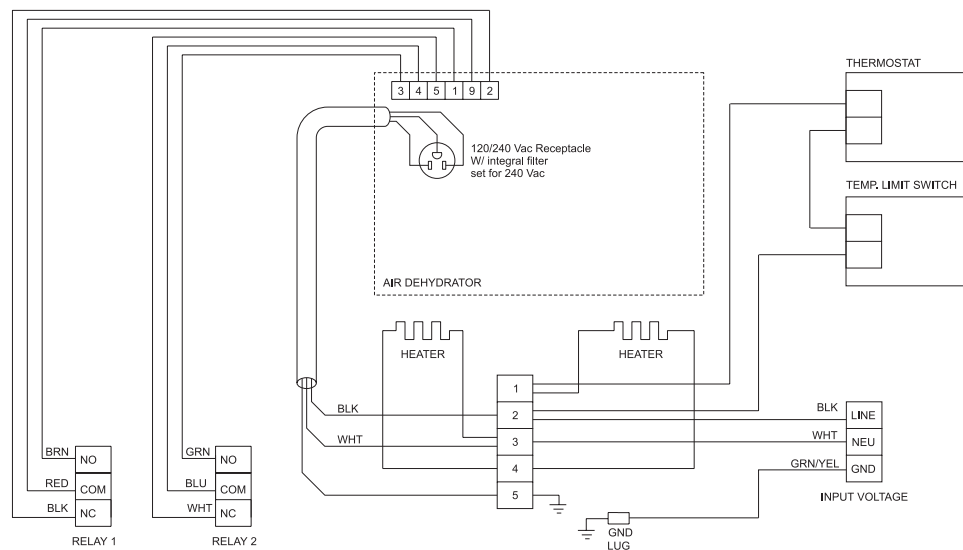 THERMOSTAT
3 4 5 1 9 2
120/240 Vac Receptacle
W/ integral filter
set for 240 Vac
TEMP. LIMIT SWITCH
AIR DEHYDRATOR
HEATER
HEATER
1
2
3
4
5
BLK
WHT
BLK
WHT
GRN/YEL
LINE
NEU
GND
INPUT VOLTAGE
BRN
RED
BLK
NO
COM
NC
RELAY 1
GRN
BLU
WHT
NO
COM
NC
RELAY 2
GND
LUG